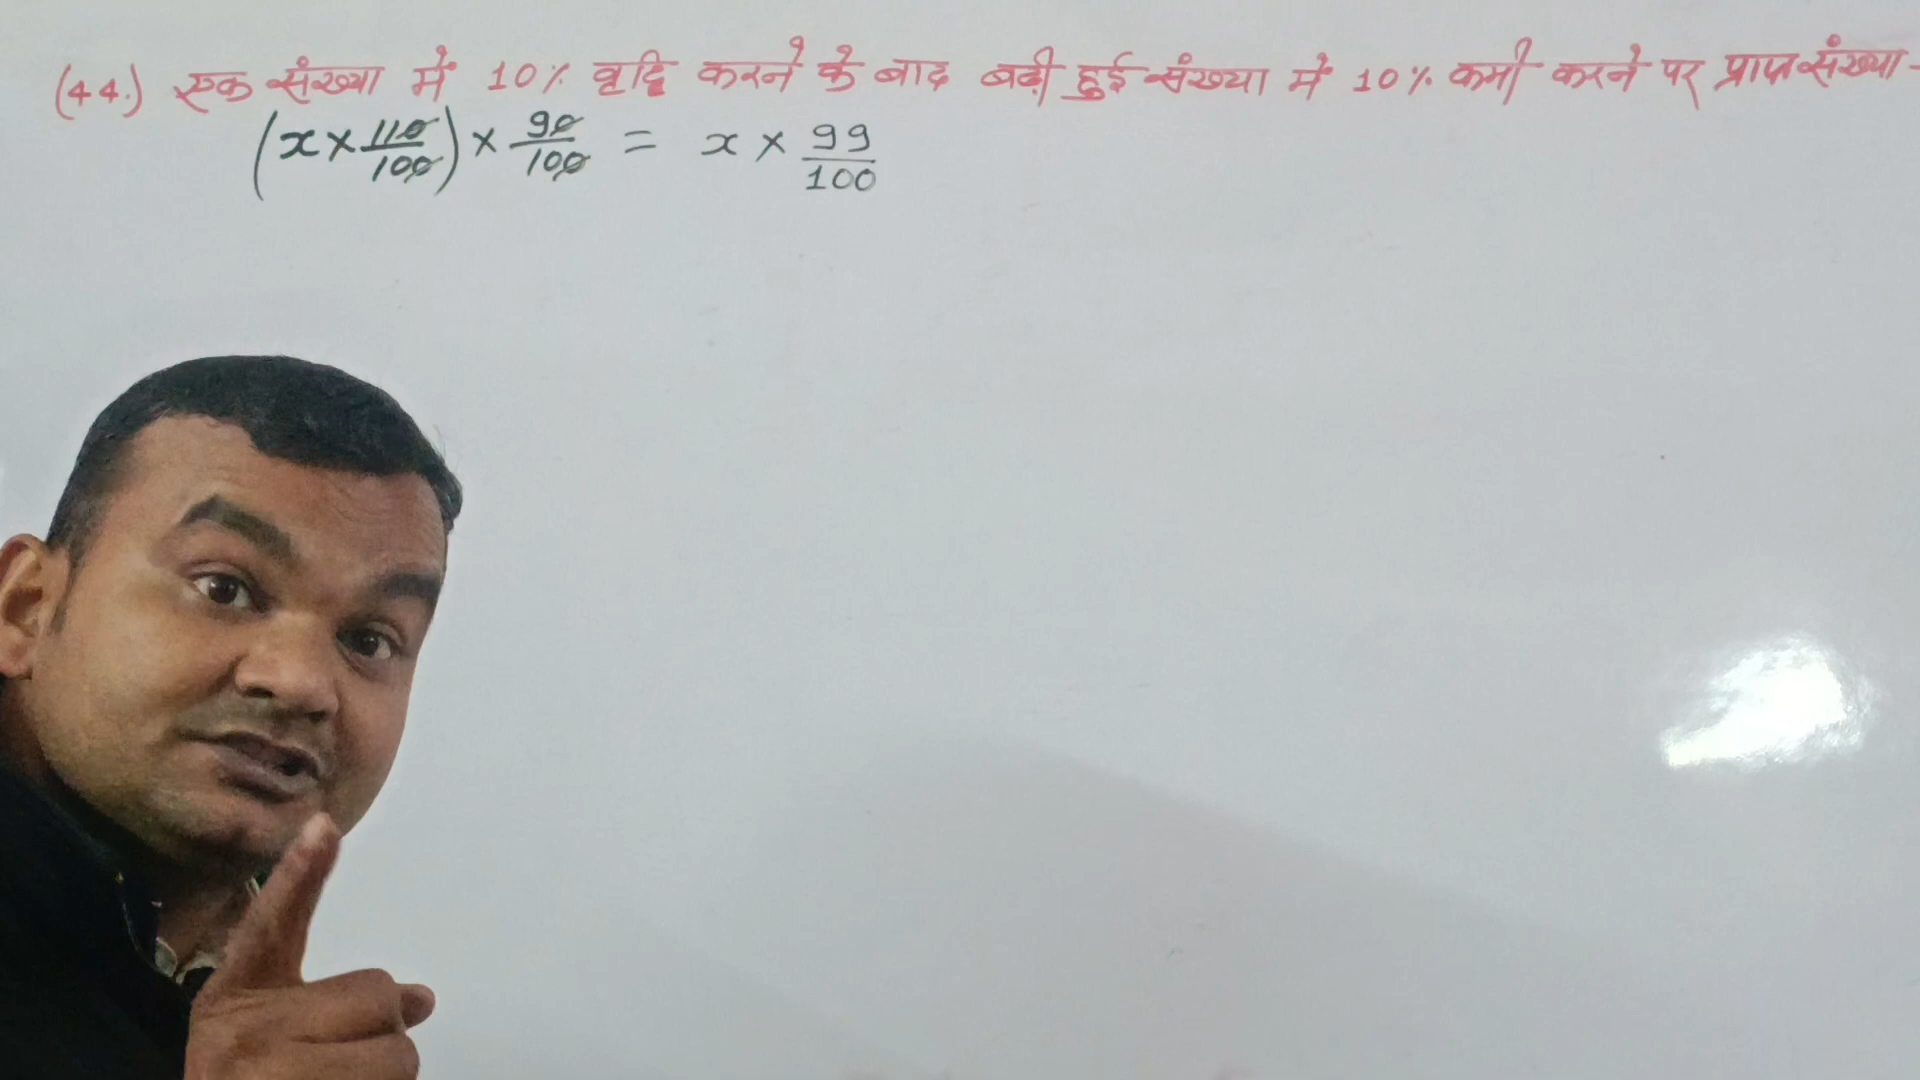 (44.) एक संख्या में 10% वृद्धि करने के बाद बढ़ी हुई संख्या में 10% कमी करने पर प्राप्त संख्या -
(x × 110/100) × 90/100 = x × 99/100